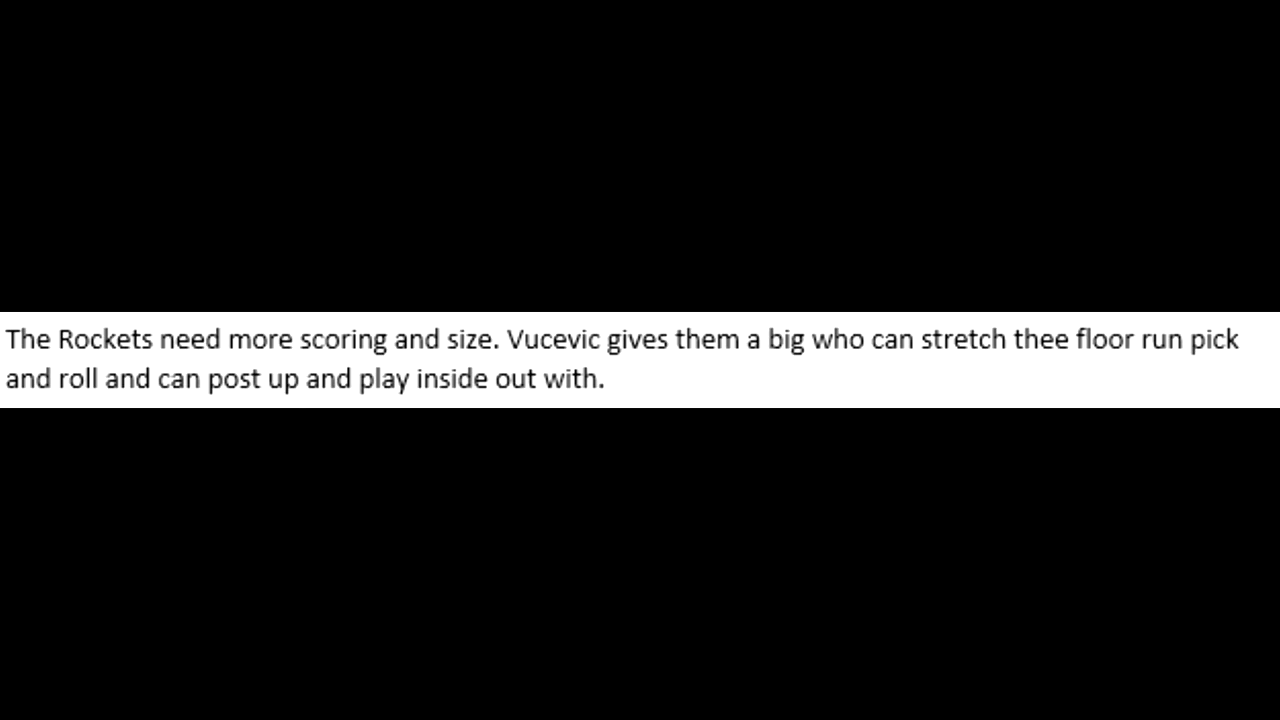 The Rockets need more scoring and size. Vucevic gives them a big who can stretch thee floor run pick
and roll and can post up and play inside out with.